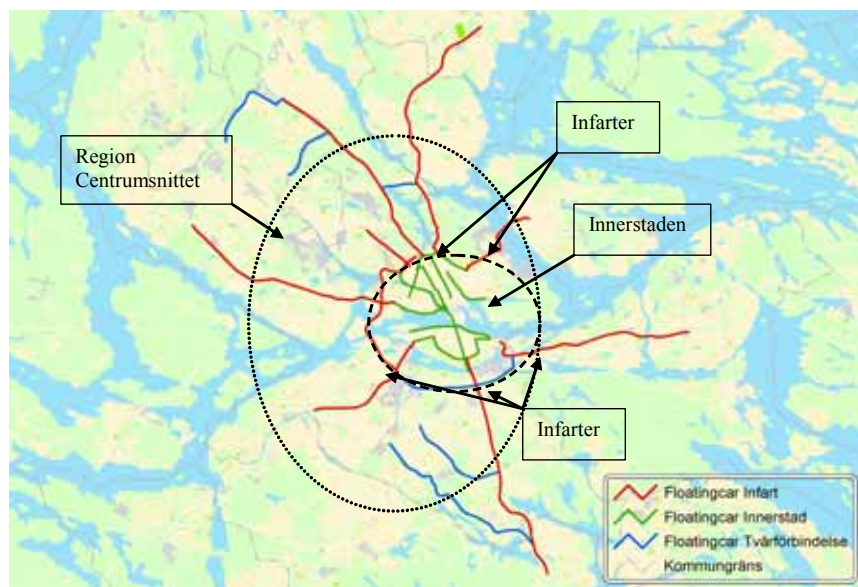 Infarter
Region
Centrumsnittet
Innerstaden
Infarter
Floatingcar Infart
Floatingcar Innerstad
Floatingcar Tvärförbindelse
Kommungräns